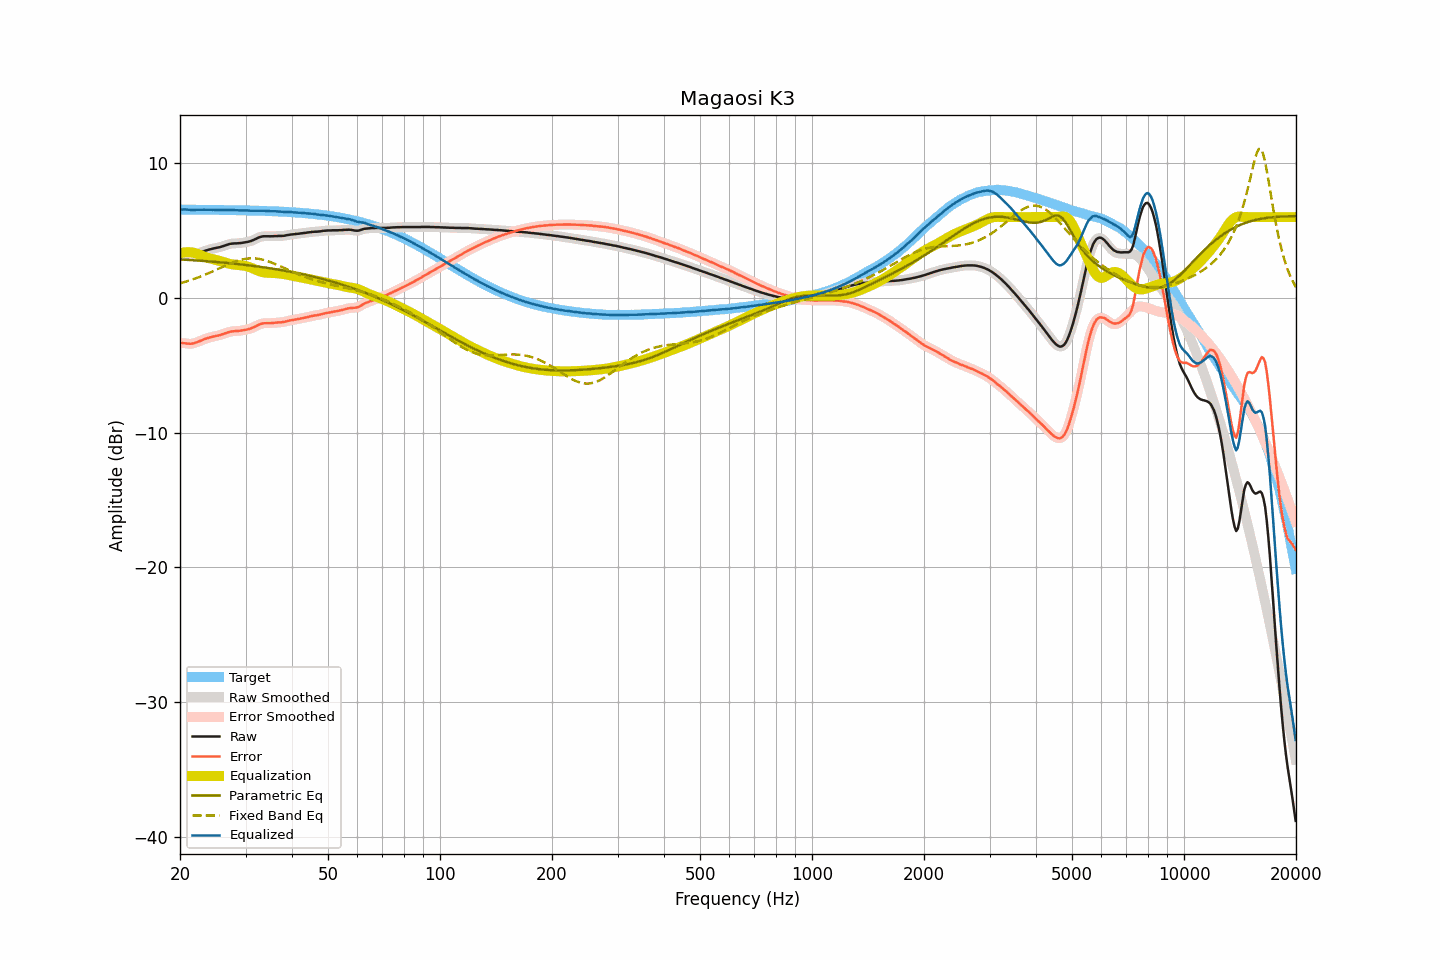 Magaosi K3
Amplitude (dBr)
10
0
−10
−20
−30
−40
Target
Raw Smoothed
Error Smoothed
Raw
Error
Equalization
Parametric Eq
Fixed Band Eq
Equalized
20 50 100 200 500 1000 2000 5000 10000 20000
Frequency (Hz)